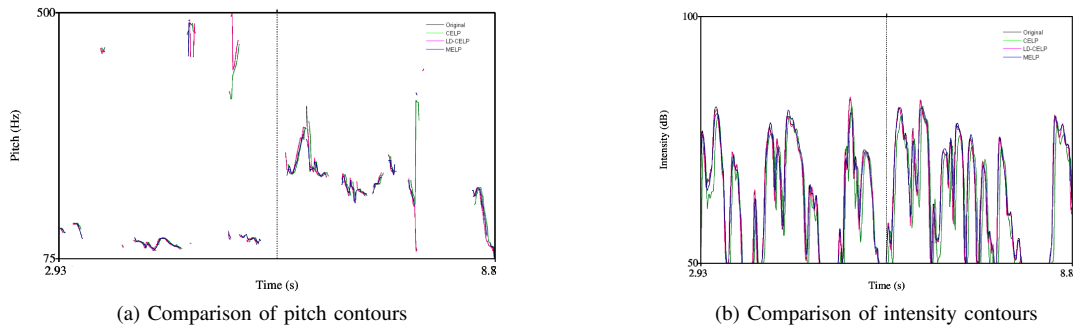 500
Original
CELP
LD-CELP
MELP
Pitch (Hz)
75
2.93
8.8
Time (s)
(a) Comparison of pitch contours
100
Original
CELP
LD-CELP
MELP
Intensity (dB)
50
2.93
8.8
Time (s)
(b) Comparison of intensity contours